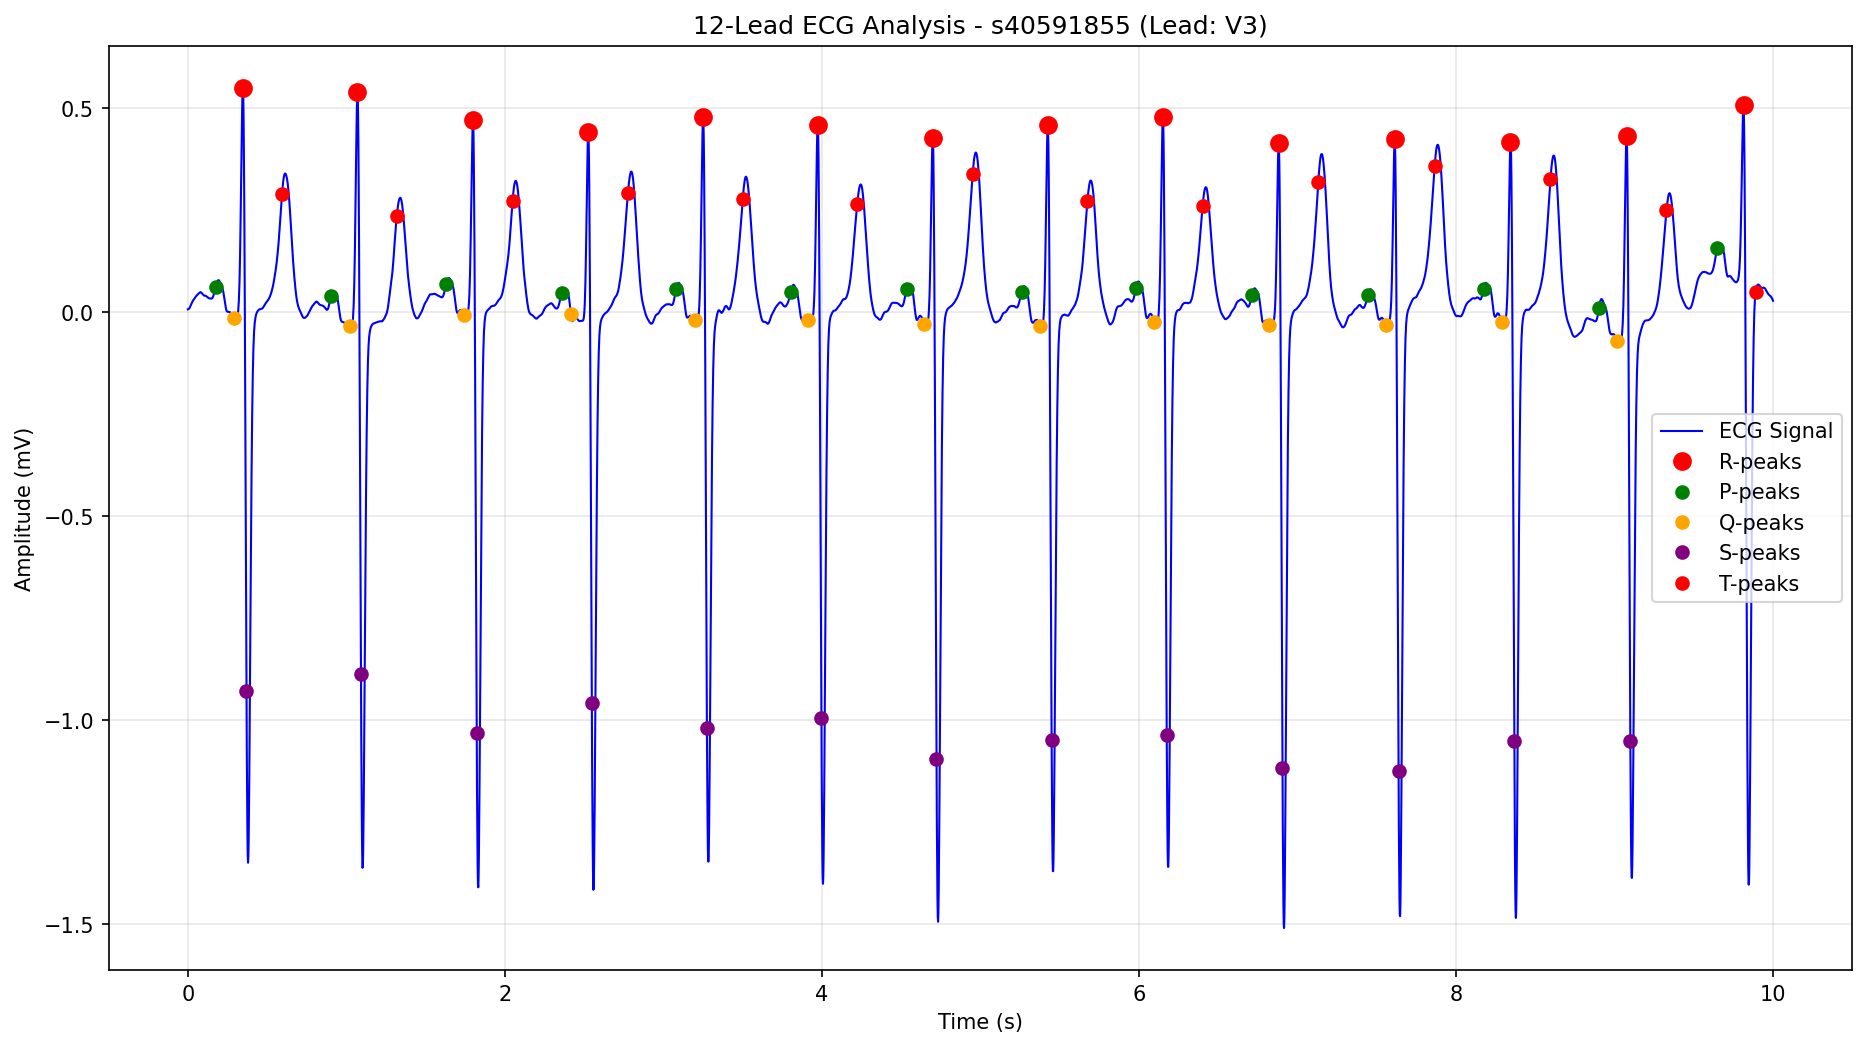 12-Lead ECG Analysis - s40591855 (Lead: V3)
Amplitude (mV)
0.5
0.0
−0.5
−1.0
−1.5
ECG Signal
R-peaks
P-peaks
Q-peaks
S-peaks
T-peaks
0 2 4 6 8 10
Time (s)